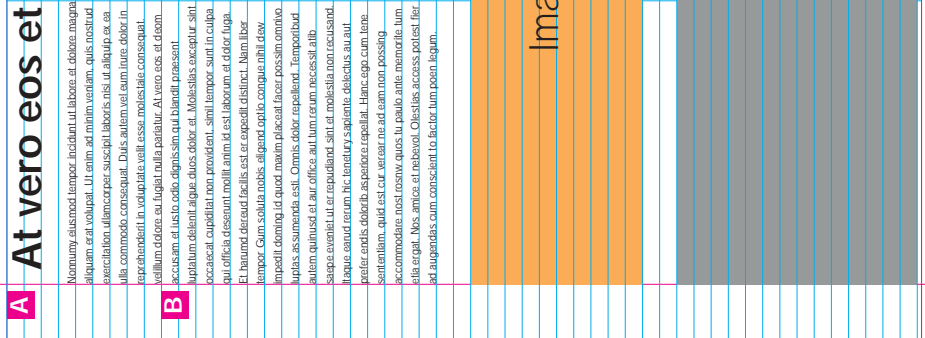 At vero eos et
Nonnumy eiusmod tempor incidunt ut labore et dolore magna
aliquam erat volupat. Ut enim ad minim veniam, quis nostrud
exercitation ullamcorper suscipit laboris nisi ut aliquip ex ea
ulla commodo consequat. Duis autem vel eum irure dolor in
reprehenderit in voluptate velit esse molestaie consequat.
velillum dolore eu fugiat nulla pariatur. At vero eos et deom
accusam et iusto odio dignissim qui blandit praesent
luptatum delenit aigue duos dolor et. Molestias exceptur sint
occaecat cupiditat non provident, simil tempor sunt in culpa
qui officia deserunt mollit anim id est laborum et dolor fuga.
Et harumd dereud facilis est er expedit distinct. Nam liber
tempor Gum soluta nobis eligend optio congue nihil dew
impedit doming id quod maxim placeat facer possim omnivo
luptas assumenda esti. Omnis dolor repellend. Temporibud
autem quinusd et aur office aut tum rerum necessit atib
saepe eveniet ut er repudiand sint et molestia non recusand.
Itaque earud rerum hic tenetury sapiente delectus au aut
prefer endis dolorib asperiore repellat. Hanc ego cum tene
sententiam, quid est cur verear ne ad eam non possing
accommodare nost rosnw quos tu paulo ante memorite tum
etia ergat. Nos amice et nebevol. Olestias access potest fier
ad augendas cum conscient to factor tum poen legum.
Ima
A
B